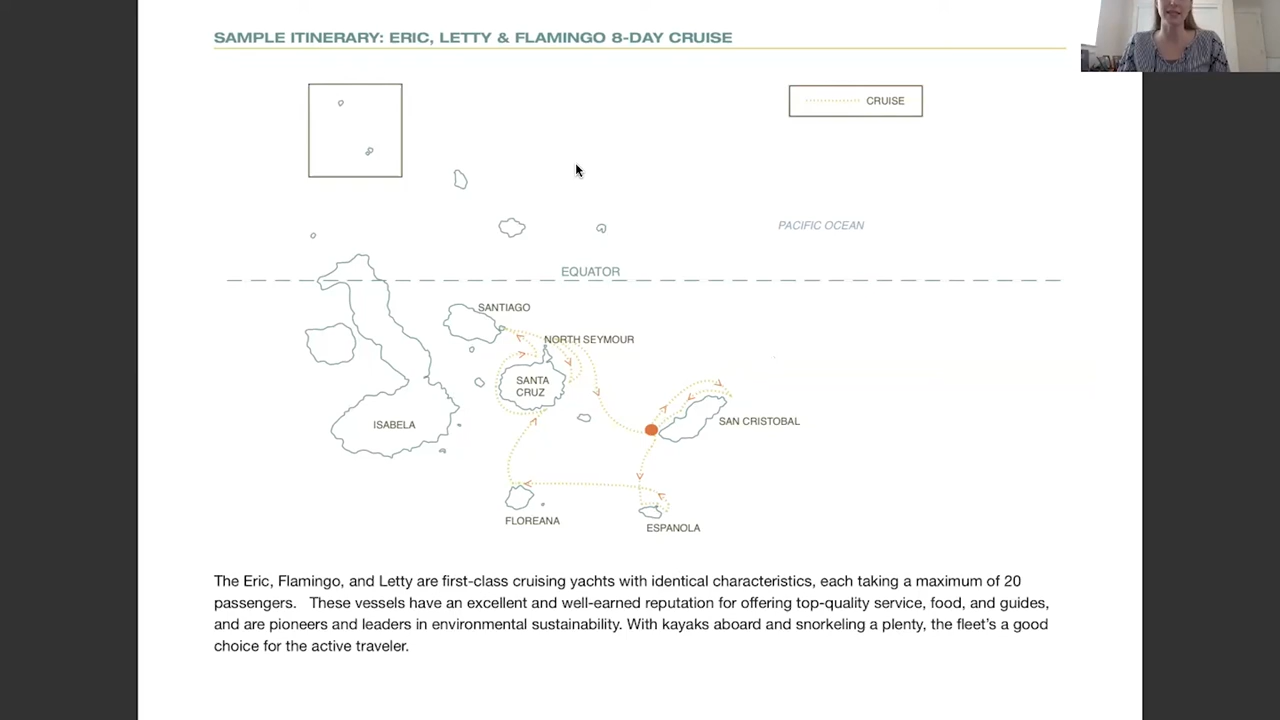 SAMPLE ITINERARY: ERIC, LETTY & FLAMINGO 8-DAY CRUISE
CRUISE
PACIFIC OCEAN
EQUATOR
SANTIAGO
NORTH SEYMOUR
SANTA
CRUZ
ISABELA
SAN CRISTOBAL
FLOREANA
ESPANOLA
The Eric, Flamingo, and Letty are first-class cruising yachts with identical characteristics, each taking a maximum of 20
passengers. These vessels have an excellent and well-earned reputation for offering top-quality service, food, and guides,
and are pioneers and leaders in environmental sustainability. With kayaks aboard and snorkeling a plenty, the fleet's a good
choice for the active traveler.